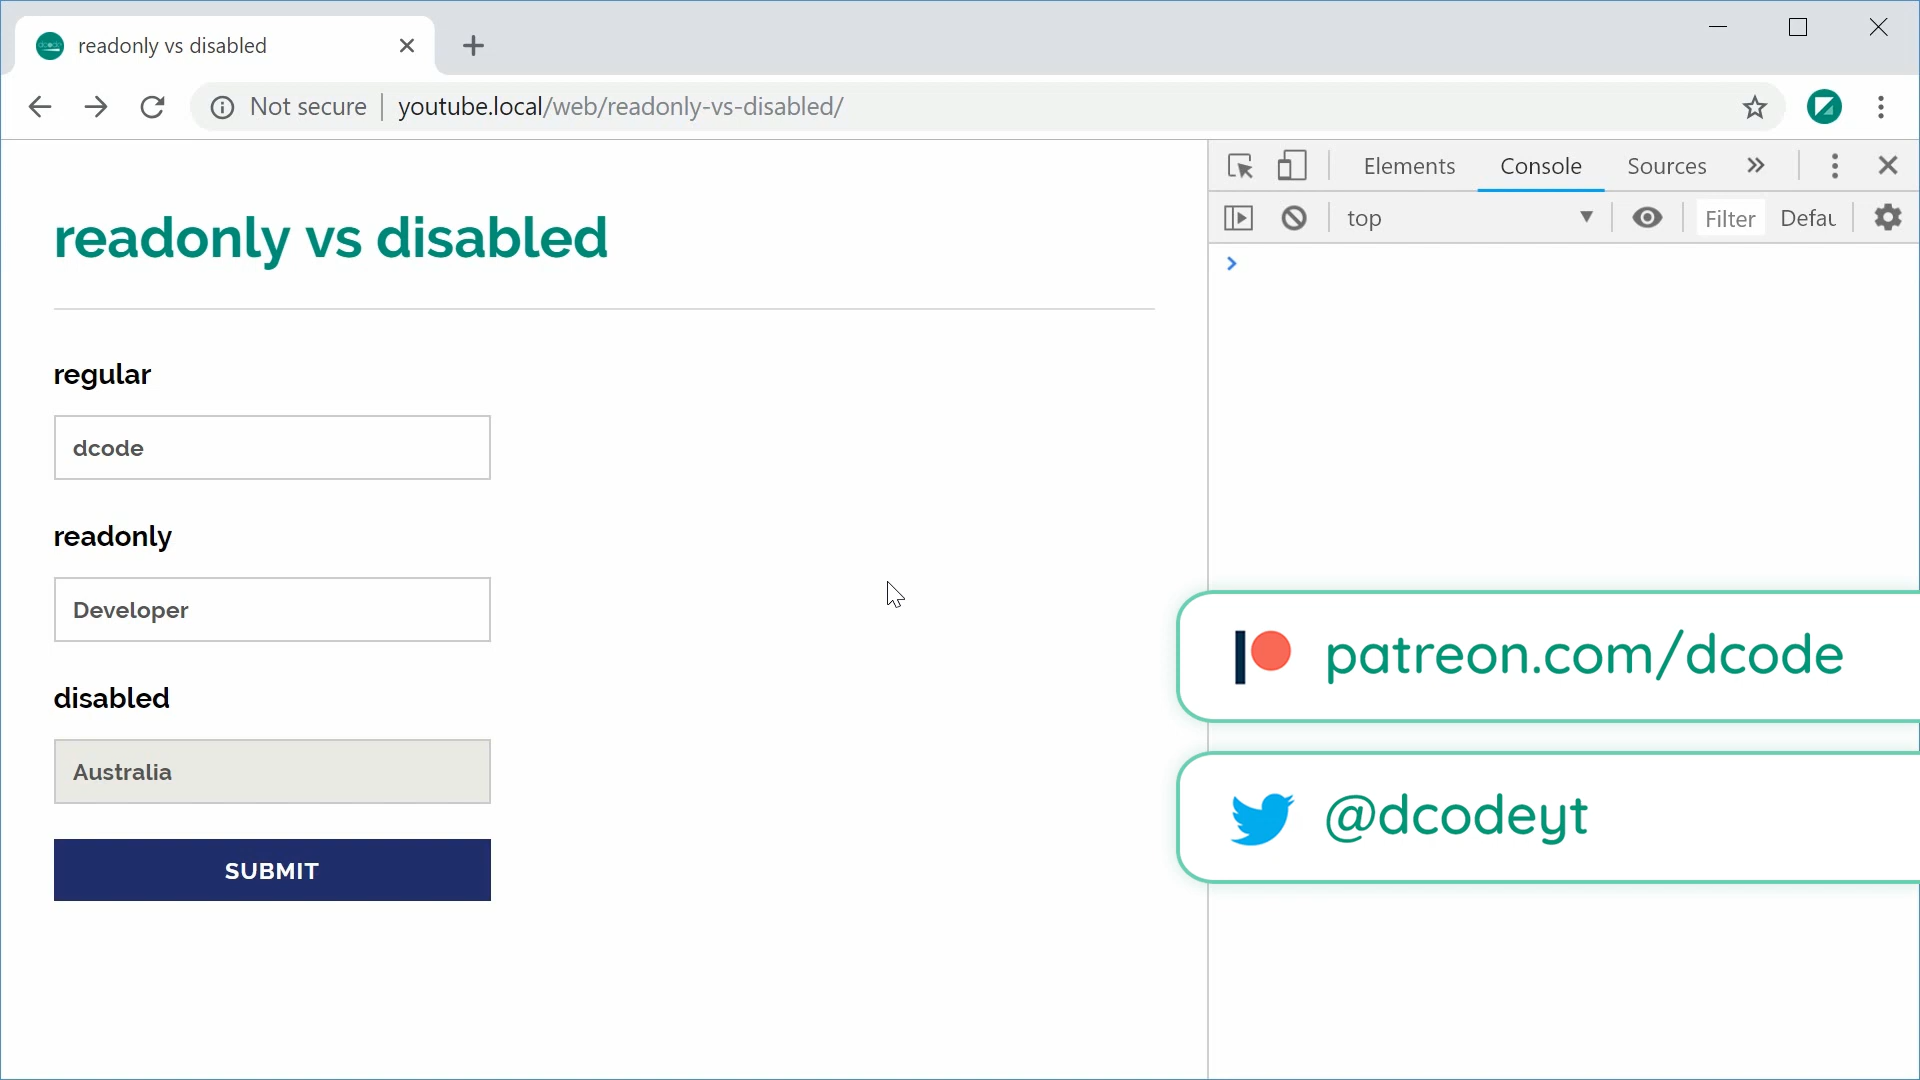 readonly vs disabled
Not secure | youtube.local/web/readonly-vs-disabled/
Elements Console Sources
top Filter Defau
readonly vs disabled
regular
dcode
readonly
Developer
disabled
Australia
SUBMIT
patreon.com/dcode
@dcodeyt